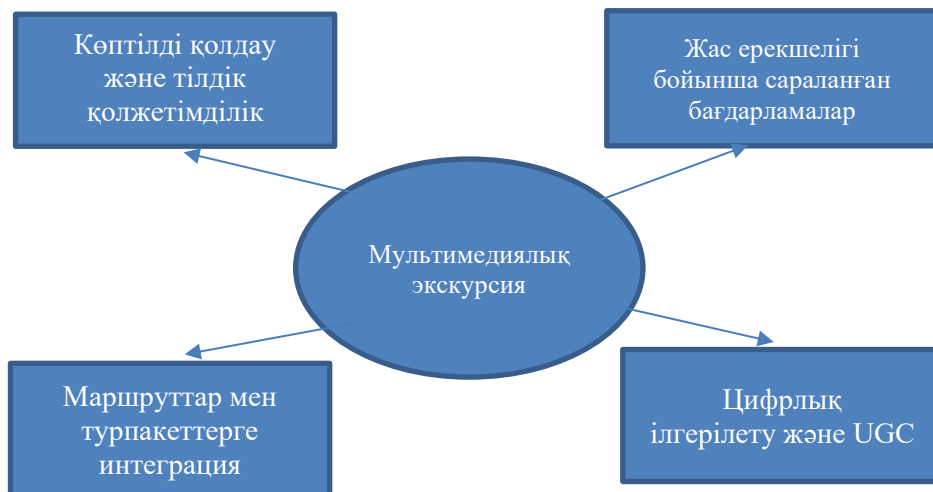 Көптілді қолдау
және тілдік
қолжетімділік
Жас ерекшелігі
бойынша сараланған
бағдарламалар
Мультимедиялық
экскурсия
Маршруттар мен
турпакеттерге
интеграция
Цифрлық
ілгерілету және UGC